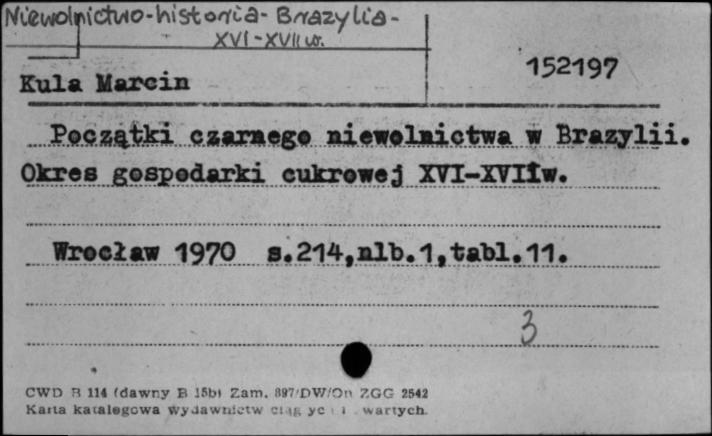 Niewolnictwo-historia-Brazylia-
XVI-XVII w.
152197
Kula Marcin
Początki czarnego niewolnictwa w Brazylii.
Okres gospodarki cukrowej XVI-XVIIw.
Wrocław 1970 s.214,nlb.1,tabl.11.
3
CWD B 114 (dawny B 15b) Zam. 897/DW/On ZGG 2542
Karta katalogowa wydawnictw wartych.